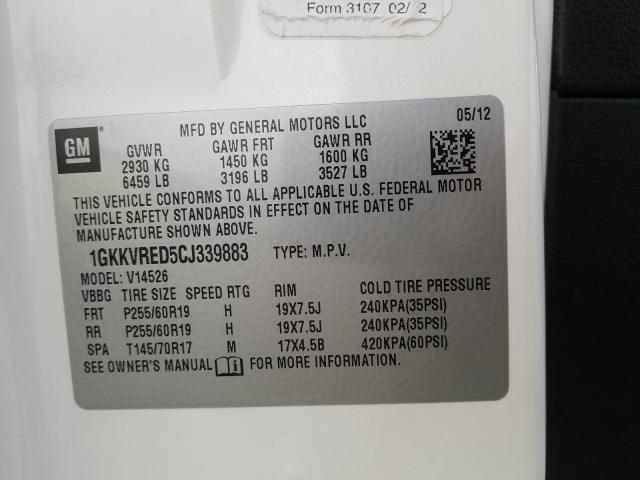 Form 3107 02/ 2
MFD BY GENERAL MOTORS LLC 05/12
GM®
GVWR GAWR FRT GAWR RR
2930 KG 1450 KG 1600 KG
6459 LB 3196 LB 3527 LB
THIS VEHICLE CONFORMS TO ALL APPLICABLE U.S. FEDERAL MOTOR
VEHICLE SAFETY STANDARDS IN EFFECT ON THE DATE OF
MANUFACTURE SHOWN ABOVE.
1GKKVRED5CJ339883 TYPE: M.P.V.
MODEL: V14526
VBBG TIRE SIZE SPEED RTG RIM COLD TIRE PRESSURE
FRT P255/60R19 H 19X7.5J 240KPA(35PSI)
RR P255/60R19 H 19X7.5J 240KPA(35PSI)
SPA T145/70R17 M 17X4.5B 420KPA(60PSI)
SEE OWNER'S MANUAL FOR MORE INFORMATION.